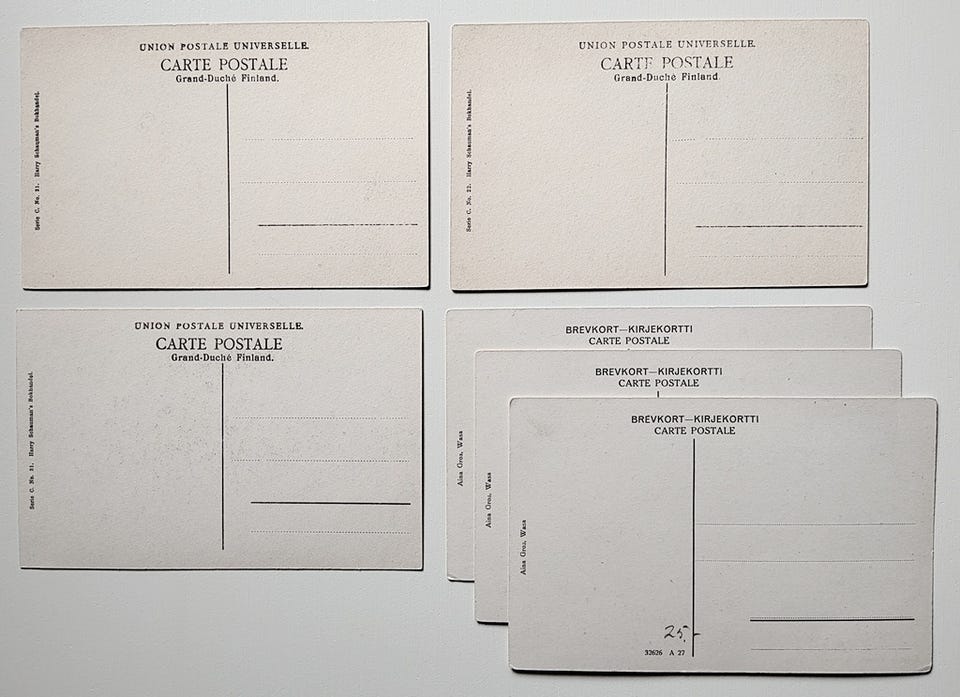 UNION POSTALE UNIVERSELLE.
CARTE POSTALE
Grand-Duché Finland.
Serie C. No. 21. Harry Schauman's Bokhandel.
UNION POSTALE UNIVERSELLE.
CARTE POSTALE
Grand-Duché Finland.
Serie C. No. 22. Harry Schauman's Bokhandel.
UNION POSTALE UNIVERSELLE.
CARTE POSTALE
Grand-Duché Finland.
Serie C. No. 21. Harry Schauman's Bokhandel.
BREVKORT—KIRJEKORTTI
CARTE POSTALE
Aina Gros, Wasa
BREVKORT—KIRJEKORTTI
CARTE POSTALE
Aina Gros, Wasa
BREVKORT—KIRJEKORTTI
CARTE POSTALE
Aina Gros, Wasa
25,-
32626 A 27